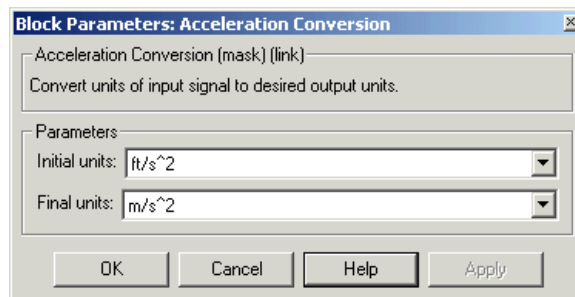 Block Parameters: Acceleration Conversion
Acceleration Conversion (mask) (link)
Convert units of input signal to desired output units.
Parameters
Initial units: ft/s^2
Final units: m/s^2
OK Cancel Help Apply